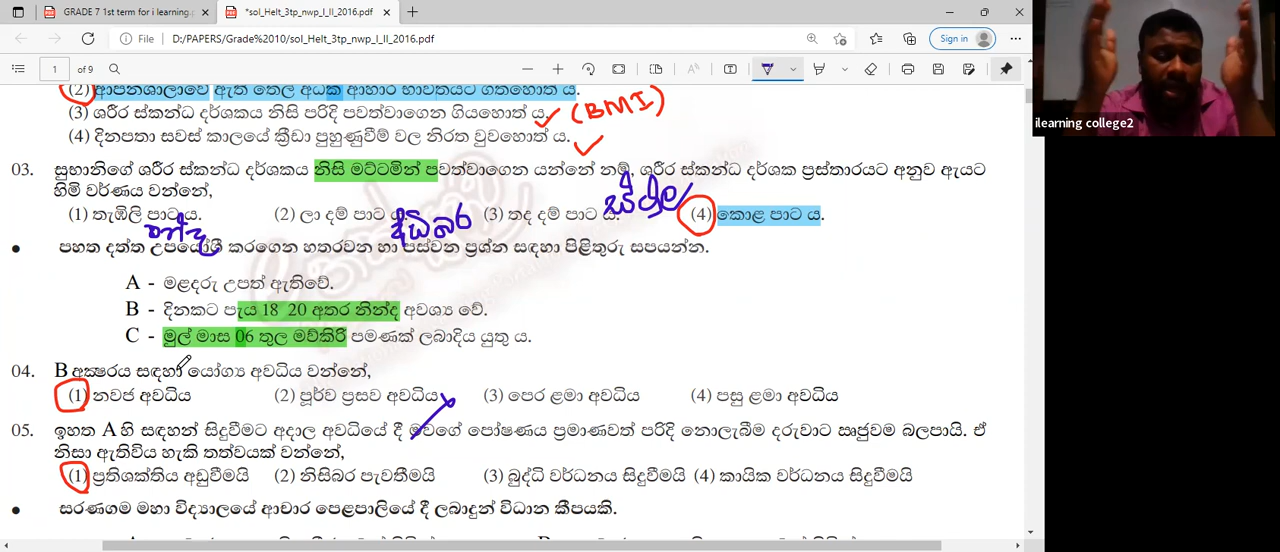 GRADE 7 1st term for i learning.p
*sol_Helt_3tp_nwp_I_II_2016.pdf
File D:/PAPERS/Grade%2010/sol_Helt_3tp_nwp_I_II_2016.pdf
Sign in
1 of 9
(2) ආපනශාලාවේ ඇති තෙල් අධික ආහාර භාවිතයට ගතහොත් ය.
(3) ශරීර ස්කන්ධ දර්ශකය නිසි පරිදි පවත්වාගෙන ගියහොත් ය. (BMI)
(4) දිනපතා සවස් කාලයේ ක්‍රීඩා පුහුණුවීම් වල නිරත වුවහොත් ය.
ilearning college2
03. සුභානිගේ ශරීර ස්කන්ධ දර්ශකය නිසි මට්ටමින් පවත්වාගෙන යන්නේ නම්, ශරීර ස්කන්ධ දර්ශක ප්‍රස්තාරයට අනුව ඇයට
හිමි වර්ණය වන්නේ,
(1) තැඹිලි පාට ය. (2) ලා දම් පාට ය. (3) තද දම් පාට ය. (4) කොළ පාට ය.
පහත දත්ත උපයෝගී කරගෙන හතරවන හා පස්වන ප්‍රශ්න සඳහා පිළිතුරු සපයන්න.
A - මළදරු උපත් ඇතිවේ.
B - දිනකට පැය 18 20 අතර නින්ද අවශ්‍ය වේ.
C - මුල් මාස 06 තුල මව්කිරි පමණක් ලබාදිය යුතු ය.
04. B අක්ෂරය සඳහා යෝග්‍ය අවධිය වන්නේ,
(1) නවජ අවධිය (2) පූර්ව ප්‍රසව අවධිය (3) පෙර ළමා අවධිය (4) පසු ළමා අවධිය
05. ඉහත A හි සඳහන් සිදුවීමට අදාල අවධියේ දී මවගේ පෝෂණය ප්‍රමාණවත් පරිදි නොලැබීම දරුවාට සෘජුවම බලපායි. ඒ
නිසා ඇතිවිය හැකි තත්වයක් වන්නේ,
(1) ප්‍රතිශක්තිය අඩුවීමයි (2) නිසිබර පැවතීමයි (3) බුද්ධි වර්ධනය සිදුවීමයි (4) කායික වර්ධනය සිදුවීමයි
සරණගම මහා විද්‍යාලයේ ආචාර පෙළපාලියේ දී ලබාදුන් විධාන කීපයකි.